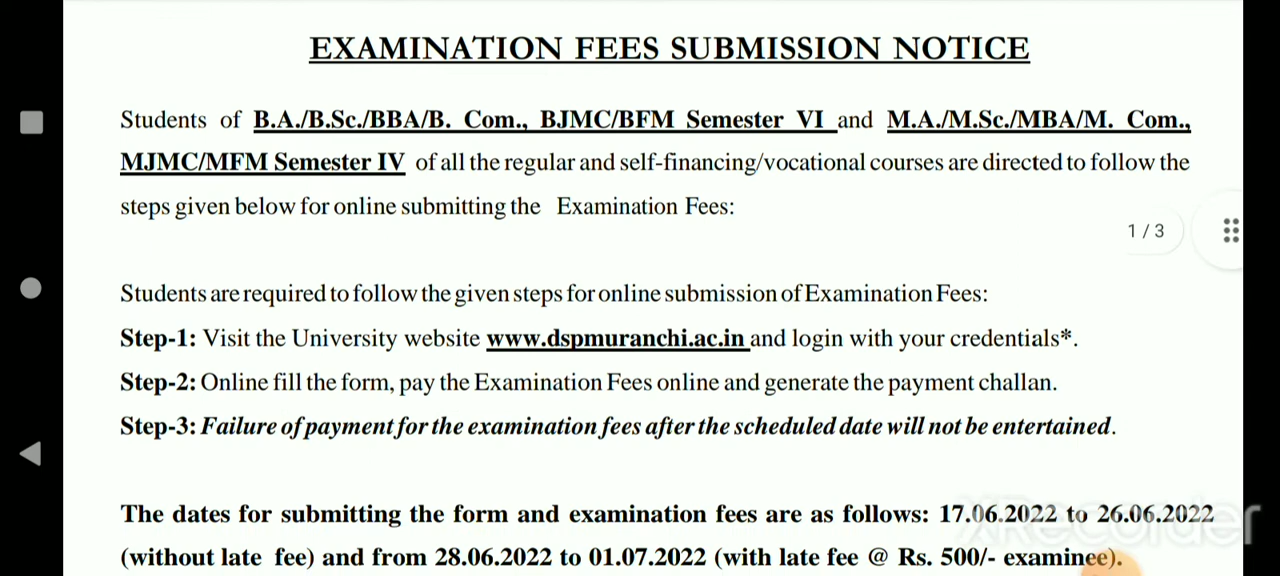 EXAMINATION FEES SUBMISSION NOTICE
Students of B.A./B.Sc./BBA/B. Com., BJMC/BFM Semester VI and M.A./M.Sc./MBA/M. Com.,
MJMC/MFM Semester IV of all the regular and self-financing/vocational courses are directed to follow the
steps given below for online submitting the Examination Fees:
1 / 3
Students are required to follow the given steps for online submission of Examination Fees:
Step-1: Visit the University website www.dspmuranchi.ac.in and login with your credentials*.
Step-2: Online fill the form, pay the Examination Fees online and generate the payment challan.
Step-3: Failure of payment for the examination fees after the scheduled date will not be entertained.
The dates for submitting the form and examination fees are as follows: 17.06.2022 to 26.06.2022
(without late fee) and from 28.06.2022 to 01.07.2022 (with late fee @ Rs. 500/- examinee).
XRecorder